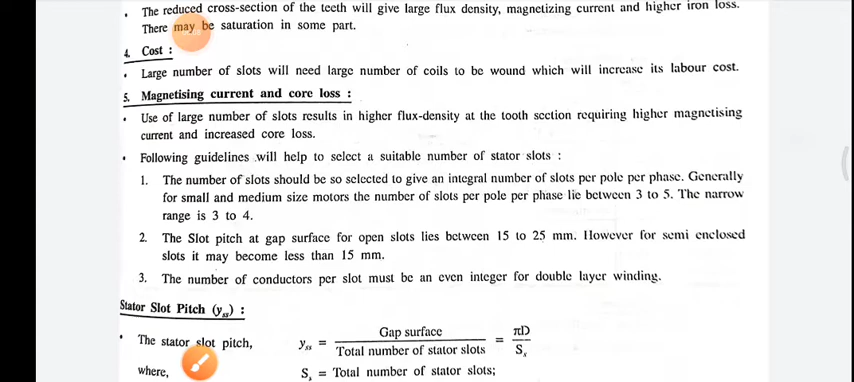 • The reduced cross-section of the teeth will give large flux density, magnetizing current and higher iron loss.
There may be saturation in some part.
4. Cost :
• Large number of slots will need large number of coils to be wound which will increase its labour cost.
5. Magnetising current and core loss :
• Use of large number of slots results in higher flux-density at the tooth section requiring higher magnetising
current and increased core loss.
• Following guidelines will help to select a suitable number of stator slots :
1. The number of slots should be so selected to give an integral number of slots per pole per phase. Generally
for small and medium size motors the number of slots per pole per phase lie between 3 to 5. The narrow
range is 3 to 4.
2. The Slot pitch at gap surface for open slots lies between 15 to 25 mm. However for semi enclosed
slots it may become less than 15 mm.
3. The number of conductors per slot must be an even integer for double layer winding.
Stator Slot Pitch (yss) :
• The stator slot pitch, yss = Gap surface / Total number of stator slots = πD / Ss
where, Ss = Total number of stator slots;